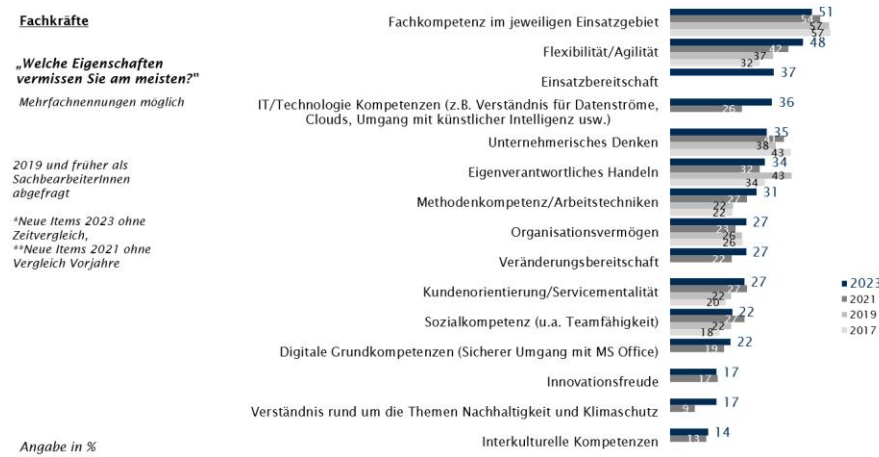 Fachkräfte
„Welche Eigenschaften
vermissen Sie am meisten?"
Mehrfachnennungen möglich
2019 und früher als
SachbearbeiterInnen
abgefragt
*Neue Items 2023 ohne
Zeitvergleich,
**Neue Items 2021 ohne
Vergleich Vorjahre
Angabe in %
Fachkompetenz im jeweiligen Einsatzgebiet
51
54
57
57
Flexibilität/Agilität
48
42
37
32
Einsatzbereitschaft
37
IT/Technologie Kompetenzen (z.B. Verständnis für Datenströme,
Clouds, Umgang mit künstlicher Intelligenz usw.)
36
26
Unternehmerisches Denken
35
41
38
43
Eigenverantwortliches Handeln
34
32
43
34
Methodenkompetenz/Arbeitstechniken
31
27
22
22
Organisationsvermögen
27
23
26
26
Veränderungsbereitschaft
27
22
Kundenorientierung/Servicementalität
27
27
22
20
Sozialkompetenz (u.a. Teamfähigkeit)
22
27
22
18
Digitale Grundkompetenzen (Sicherer Umgang mit MS Office)
22
19
Innovationsfreude
17
17
Verständnis rund um die Themen Nachhaltigkeit und Klimaschutz
17
9
Interkulturelle Kompetenzen
14
13
2023
2021
2019
2017